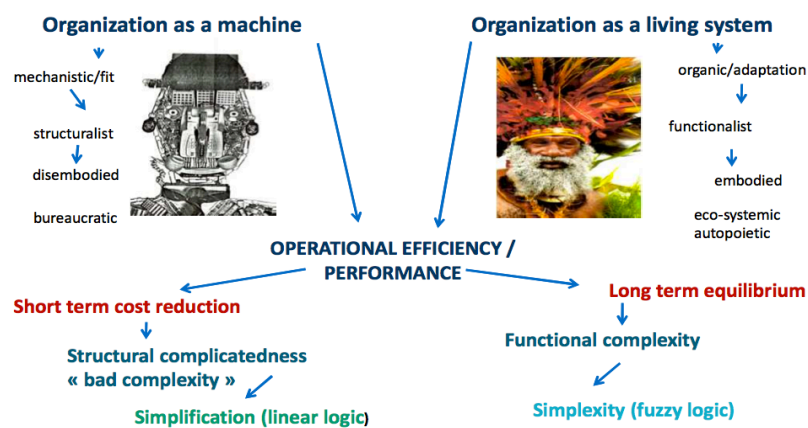 Organization as a machine
Organization as a living system
mechanistic/fit
structuralist
disembodied
bureaucratic
organic/adaptation
functionalist
embodied
eco-systemic
autopoietic
OPERATIONAL EFFICIENCY /
PERFORMANCE
Short term cost reduction
Structural complicatedness
« bad complexity »
Simplification (linear logic)
Long term equilibrium
Functional complexity
Simplexity (fuzzy logic)